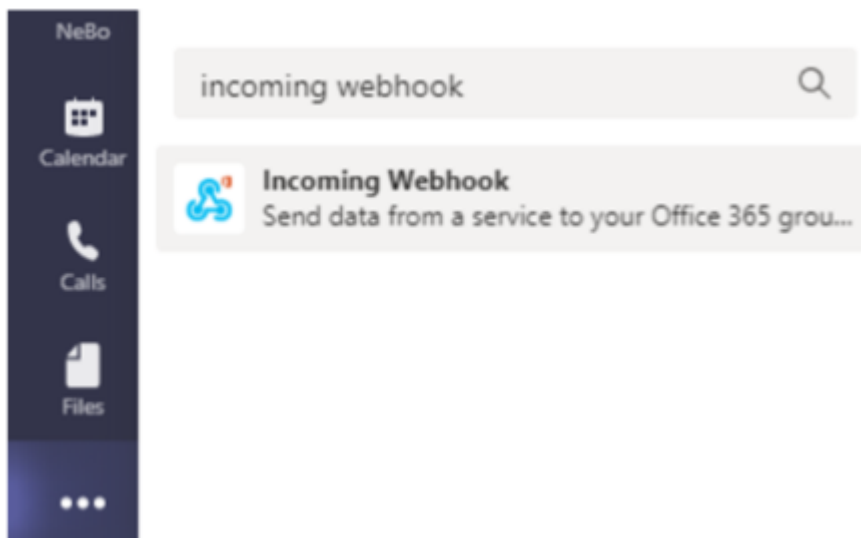 NeBo
Calendar
Calls
Files
incoming webhook
Incoming Webhook
Send data from a service to your Office 365 grou...